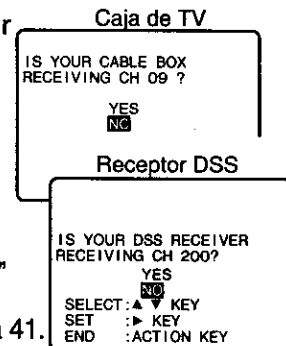 r
Caja de TV
IS YOUR CABLE BOX
RECEIVING CH 09 ?
YES
NO
Receptor DSS
IS YOUR DSS RECEIVER
RECEIVING CH 200?
YES
NO
SELECT :▲ ▼ KEY
SET :► KEY
END :ACTION KEY
”
a 41.